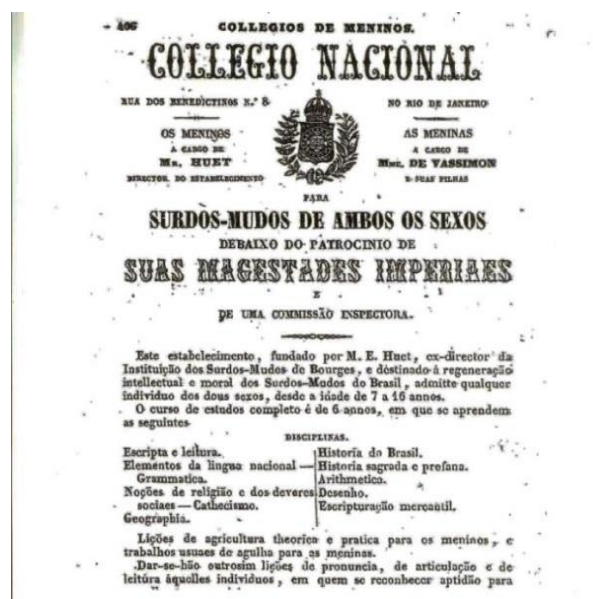 406 COLLEGIOS DE MENINOS.
COLLEGIO NACIONAL
RUA DOS BENEDICTINOS N.º 8 NO RIO DE JANEIRO
OS MENINOS AS MENINAS
A CARGO DE A CARGO DE
Mr. HUET Mme. DE VASSIMON
DIRECTOR DO ESTABELECIMENTO E SUAS FILHAS
PARA
SURDOS-MUDOS DE AMBOS OS SEXOS
DEBAIXO DO PATROCINIO DE
SUAS MAGESTADES IMPERIAES
E
DE UMA COMMISSÃO INSPECTORA.
Este estabelecimento, fundado por M. E. Huet, ex-director da
Instituição dos Surdos-Mudos de Bourges, e destinado á regeneração
intellectual e moral dos Surdos-Mudos do Brasil, admitte qualquer
individuo dos dous sexos, desde a idade de 7 a 16 annos.
O curso de estudos completo é de 6 annos, em que se aprendem
as seguintes
DISCIPLINAS.
Escripta e leitura.
Elementos da lingua nacional —
Grammatica.
Noções de religião e dos deveres
sociaes — Cathecismo.
Geographia.
Historia do Brasil.
Historia sagrada e profana.
Arithmetica.
Desenho.
Escripturação mercantil.
Lições de agricultura theorica e pratica para os meninos, e
trabalhos usuaes de agulha para as meninas.
Dar-se-hão outrosim lições de pronuncia, de articulação e de
leitura áquelles individuos, em quem se reconhecer aptidão para